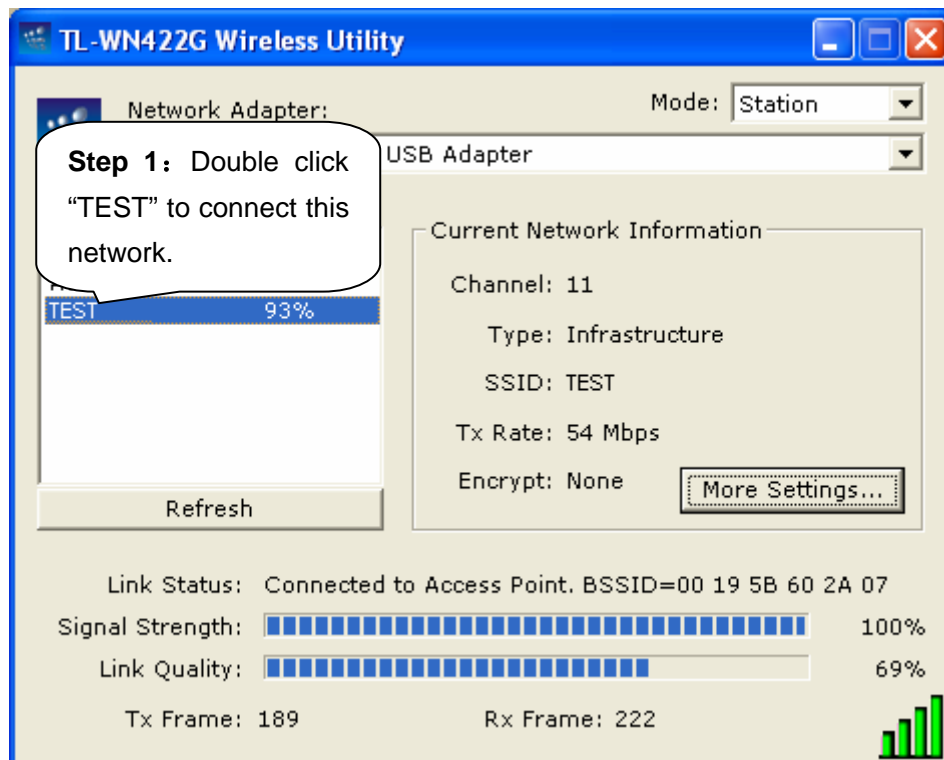 TL-WN422G Wireless Utility
Network Adapter:
Mode: Station
USB Adapter
Step 1：Double click
“TEST” to connect this
network.
TEST 93%
Refresh
Current Network Information
Channel: 11
Type: Infrastructure
SSID: TEST
Tx Rate: 54 Mbps
Encrypt: None
More Settings...
Link Status: Connected to Access Point. BSSID=00 19 5B 60 2A 07
Signal Strength: 100%
Link Quality: 69%
Tx Frame: 189 Rx Frame: 222